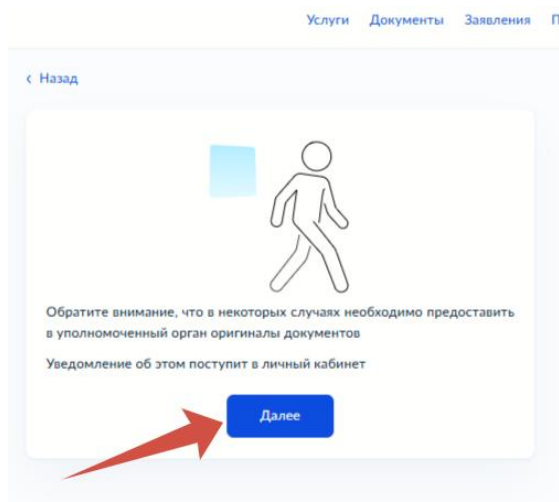 Услуги Документы Заявления П
‹ Назад
Обратите внимание, что в некоторых случаях необходимо предоставить
в уполномоченный орган оригиналы документов
Уведомление об этом поступит в личный кабинет
Далее